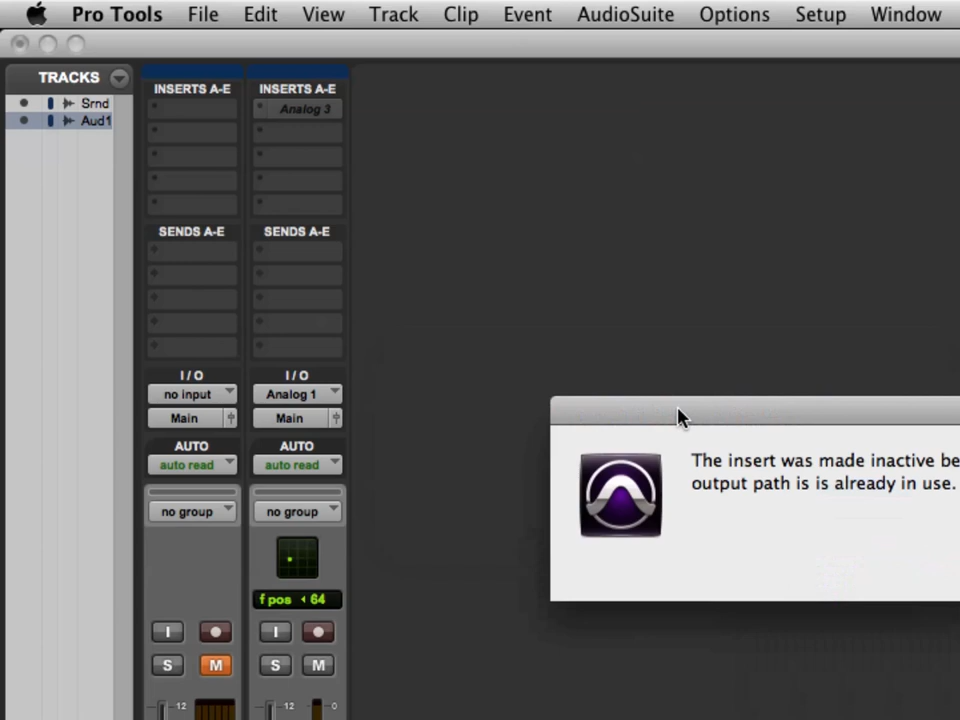 Pro Tools File Edit View Track Clip Event AudioSuite Options Setup Window
TRACKS
Srnd
Aud1
INSERTS A-E INSERTS A-E
Analog 3
SENDS A-E SENDS A-E
I / O I / O
no input Analog 1
Main Main
AUTO AUTO
auto read auto read
no group no group
f pos ‹ 64
I I
S M S M
12 12 0
The insert was made inactive be
output path is is already in use.